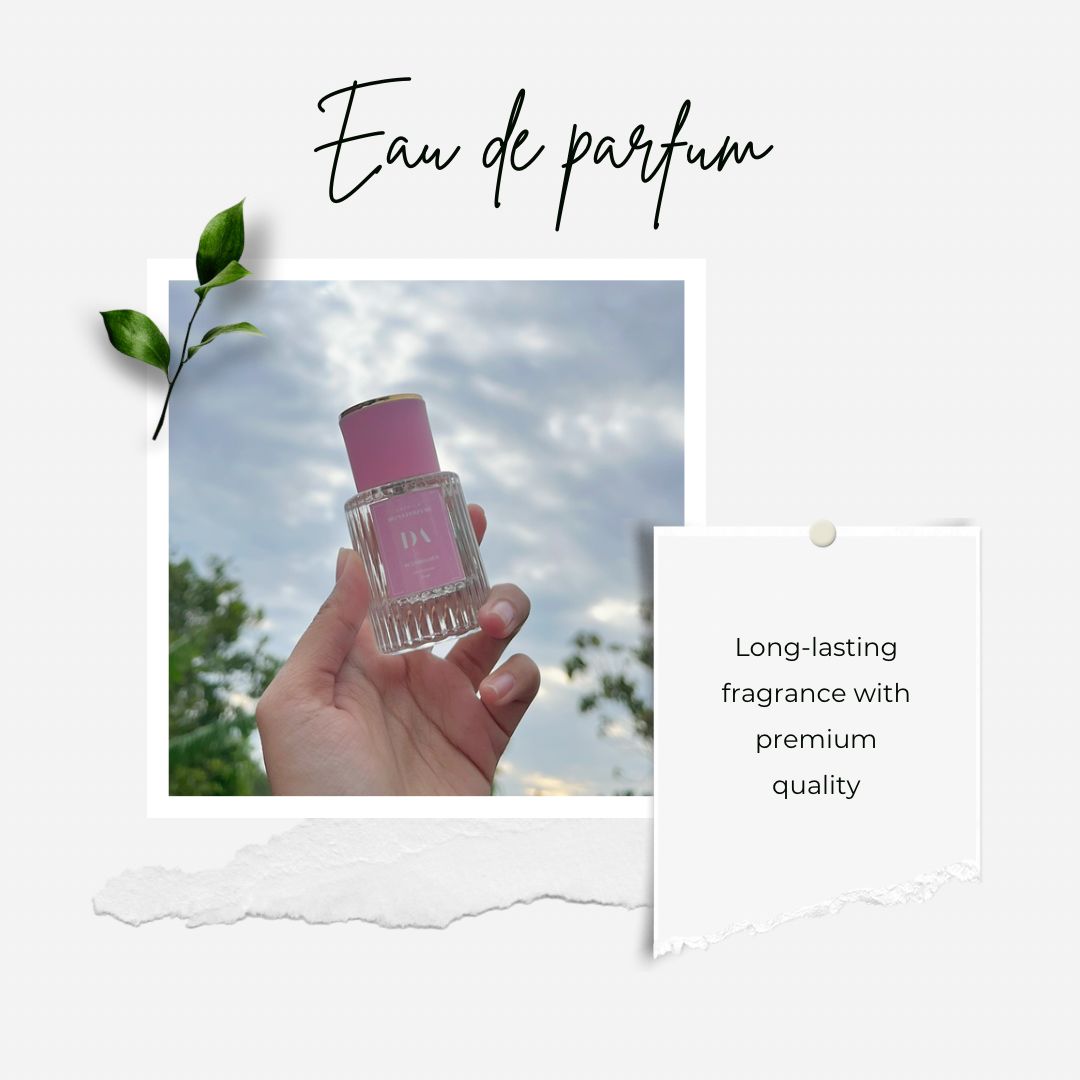 Eau de parfum
DA
Long-lasting
fragrance with
premium
quality